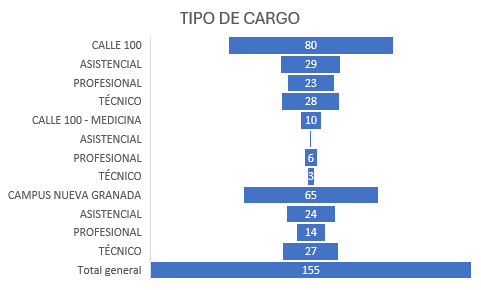 TIPO DE CARGO
CALLE 100 80
ASISTENCIAL 29
PROFESIONAL 23
TÉCNICO 28
CALLE 100 - MEDICINA 10
ASISTENCIAL
PROFESIONAL 6
TÉCNICO 3
CAMPUS NUEVA GRANADA 65
ASISTENCIAL 24
PROFESIONAL 14
TÉCNICO 27
Total general 155